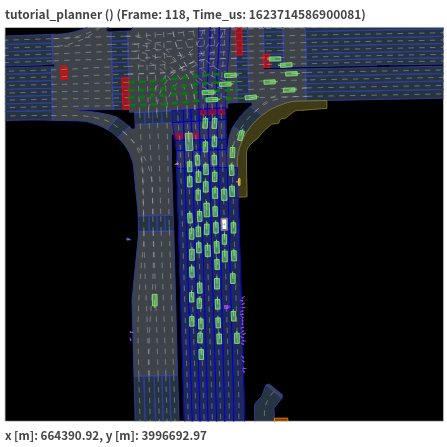 tutorial_planner () (Frame: 118, Time_us: 1623714586900081)
x [m]: 664390.92, y [m]: 3996692.97